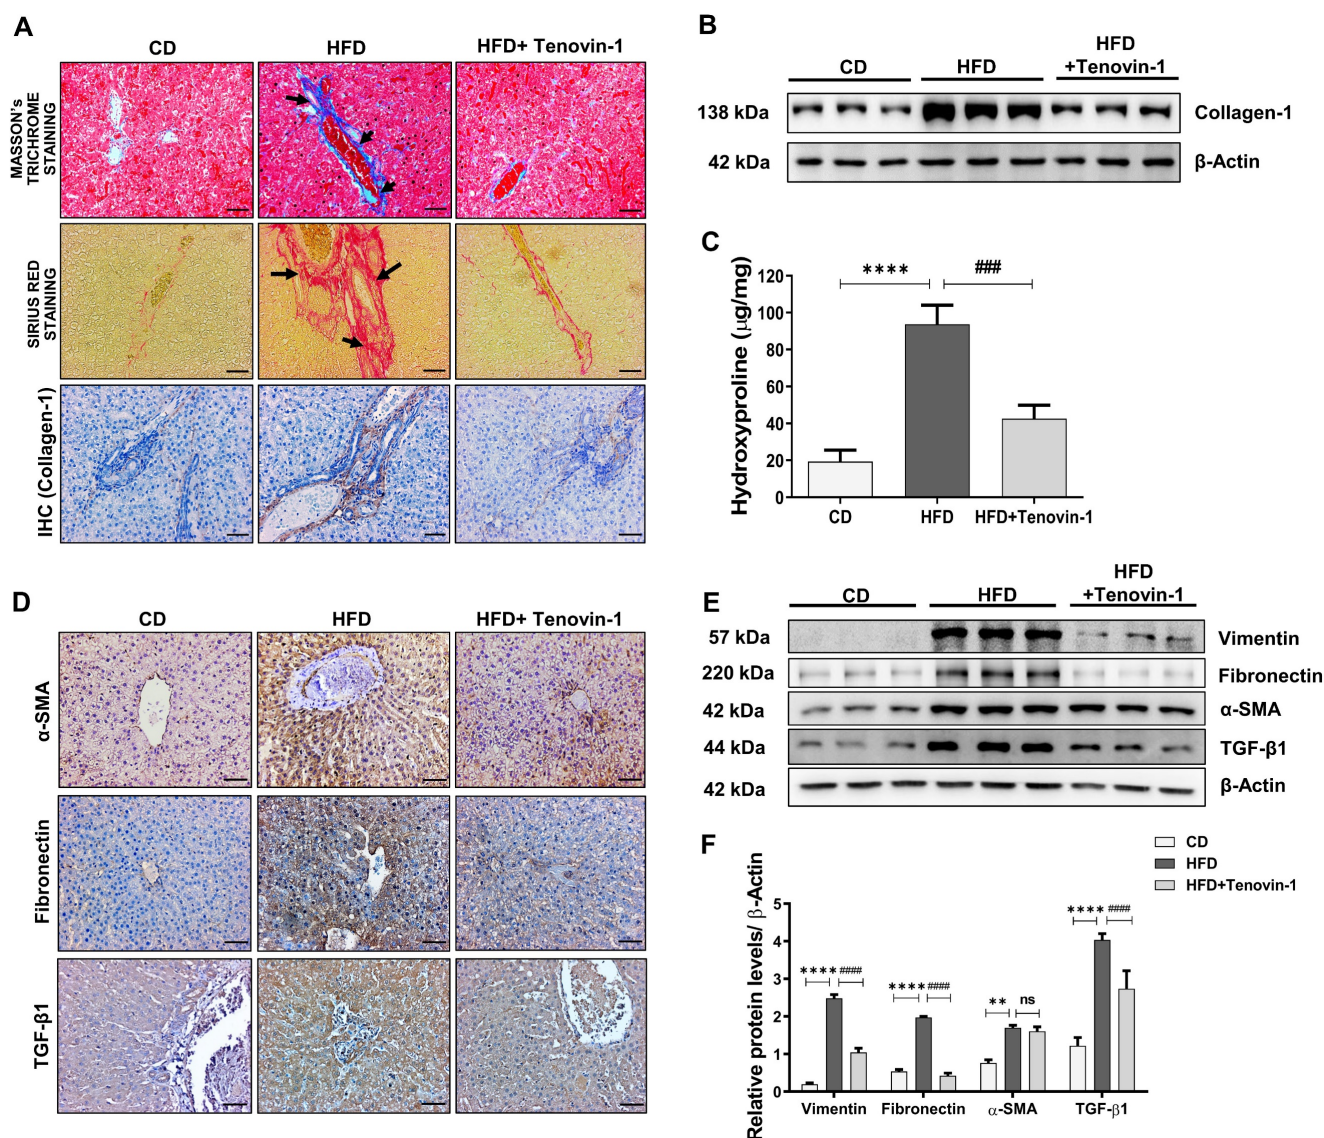 A
CD
HFD
HFD+ Tenovin-1
MASSON's
TRICHROME
STAINING
SIRIUS RED
STAINING
IHC (Collagen-1)
B
CD
HFD
HFD
+Tenovin-1
138 kDa
Collagen-1
42 kDa
β-Actin
C
Hydroxyproline (μg/mg)
120
100
80
60
40
20
0
****
###
CD
HFD
HFD+Tenovin-1
D
CD
HFD
HFD+ Tenovin-1
α-SMA
Fibronectin
TGF-β1
E
CD
HFD
HFD
+Tenovin-1
57 kDa
Vimentin
220 kDa
Fibronectin
42 kDa
α-SMA
44 kDa
TGF-β1
42 kDa
β-Actin
F
CD
HFD
HFD+Tenovin-1
Relative protein levels/ β-Actin
5
4
3
2
1
0
**** ####
**** ####
** ns
**** ####
Vimentin
Fibronectin
α-SMA
TGF-β1